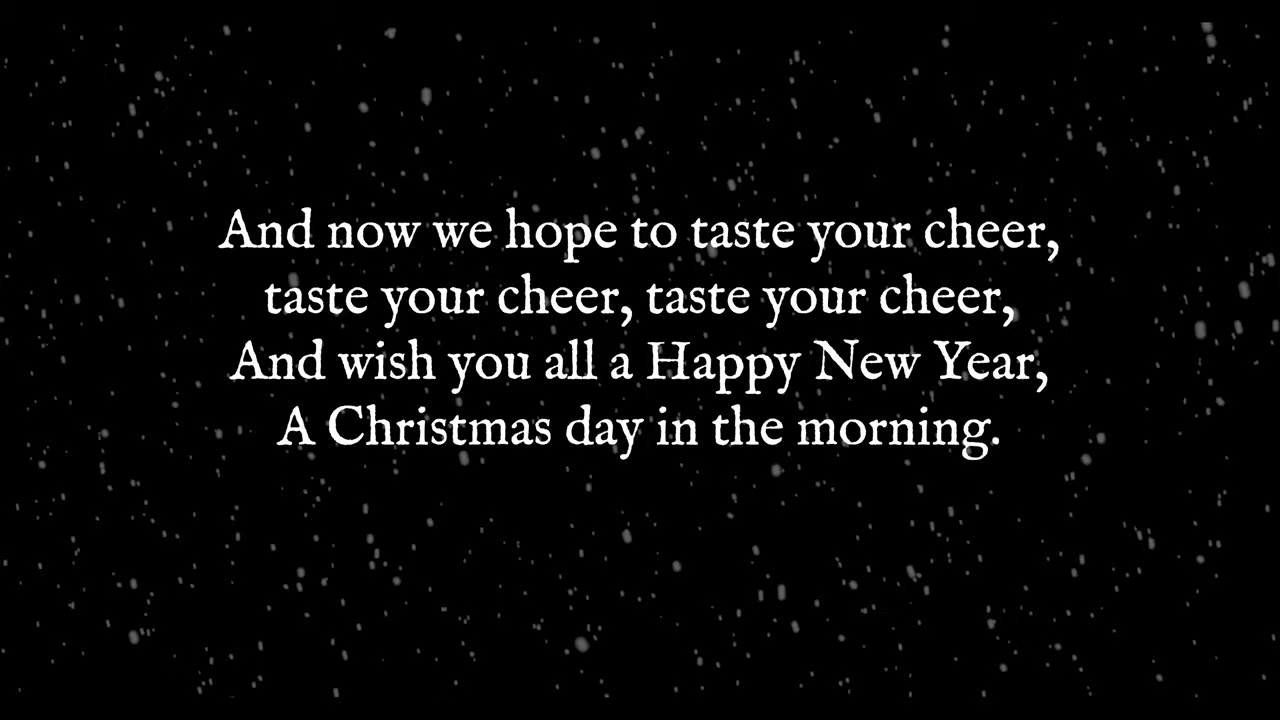 And now we hope to taste your cheer,
taste your cheer, taste your cheer,
And wish you all a Happy New Year,
A Christmas day in the morning.